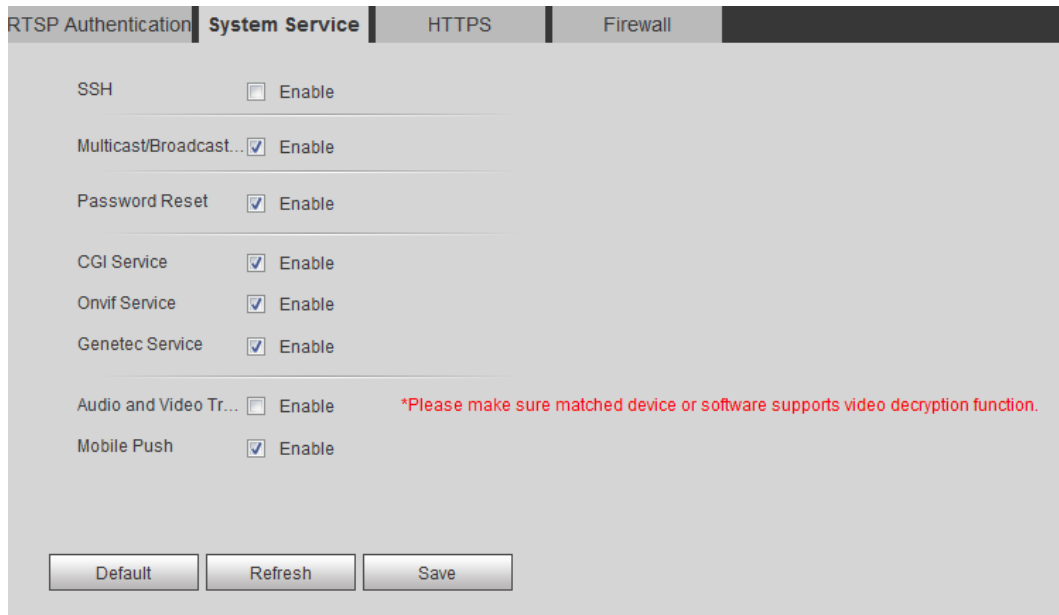 RTSP Authentication System Service HTTPS Firewall
SSH Enable
Multicast/Broadcast... Enable
Password Reset Enable
CGI Service Enable
Onvif Service Enable
Genetec Service Enable
Audio and Video Tr... Enable *Please make sure matched device or software supports video decryption function.
Mobile Push Enable
Default Refresh Save